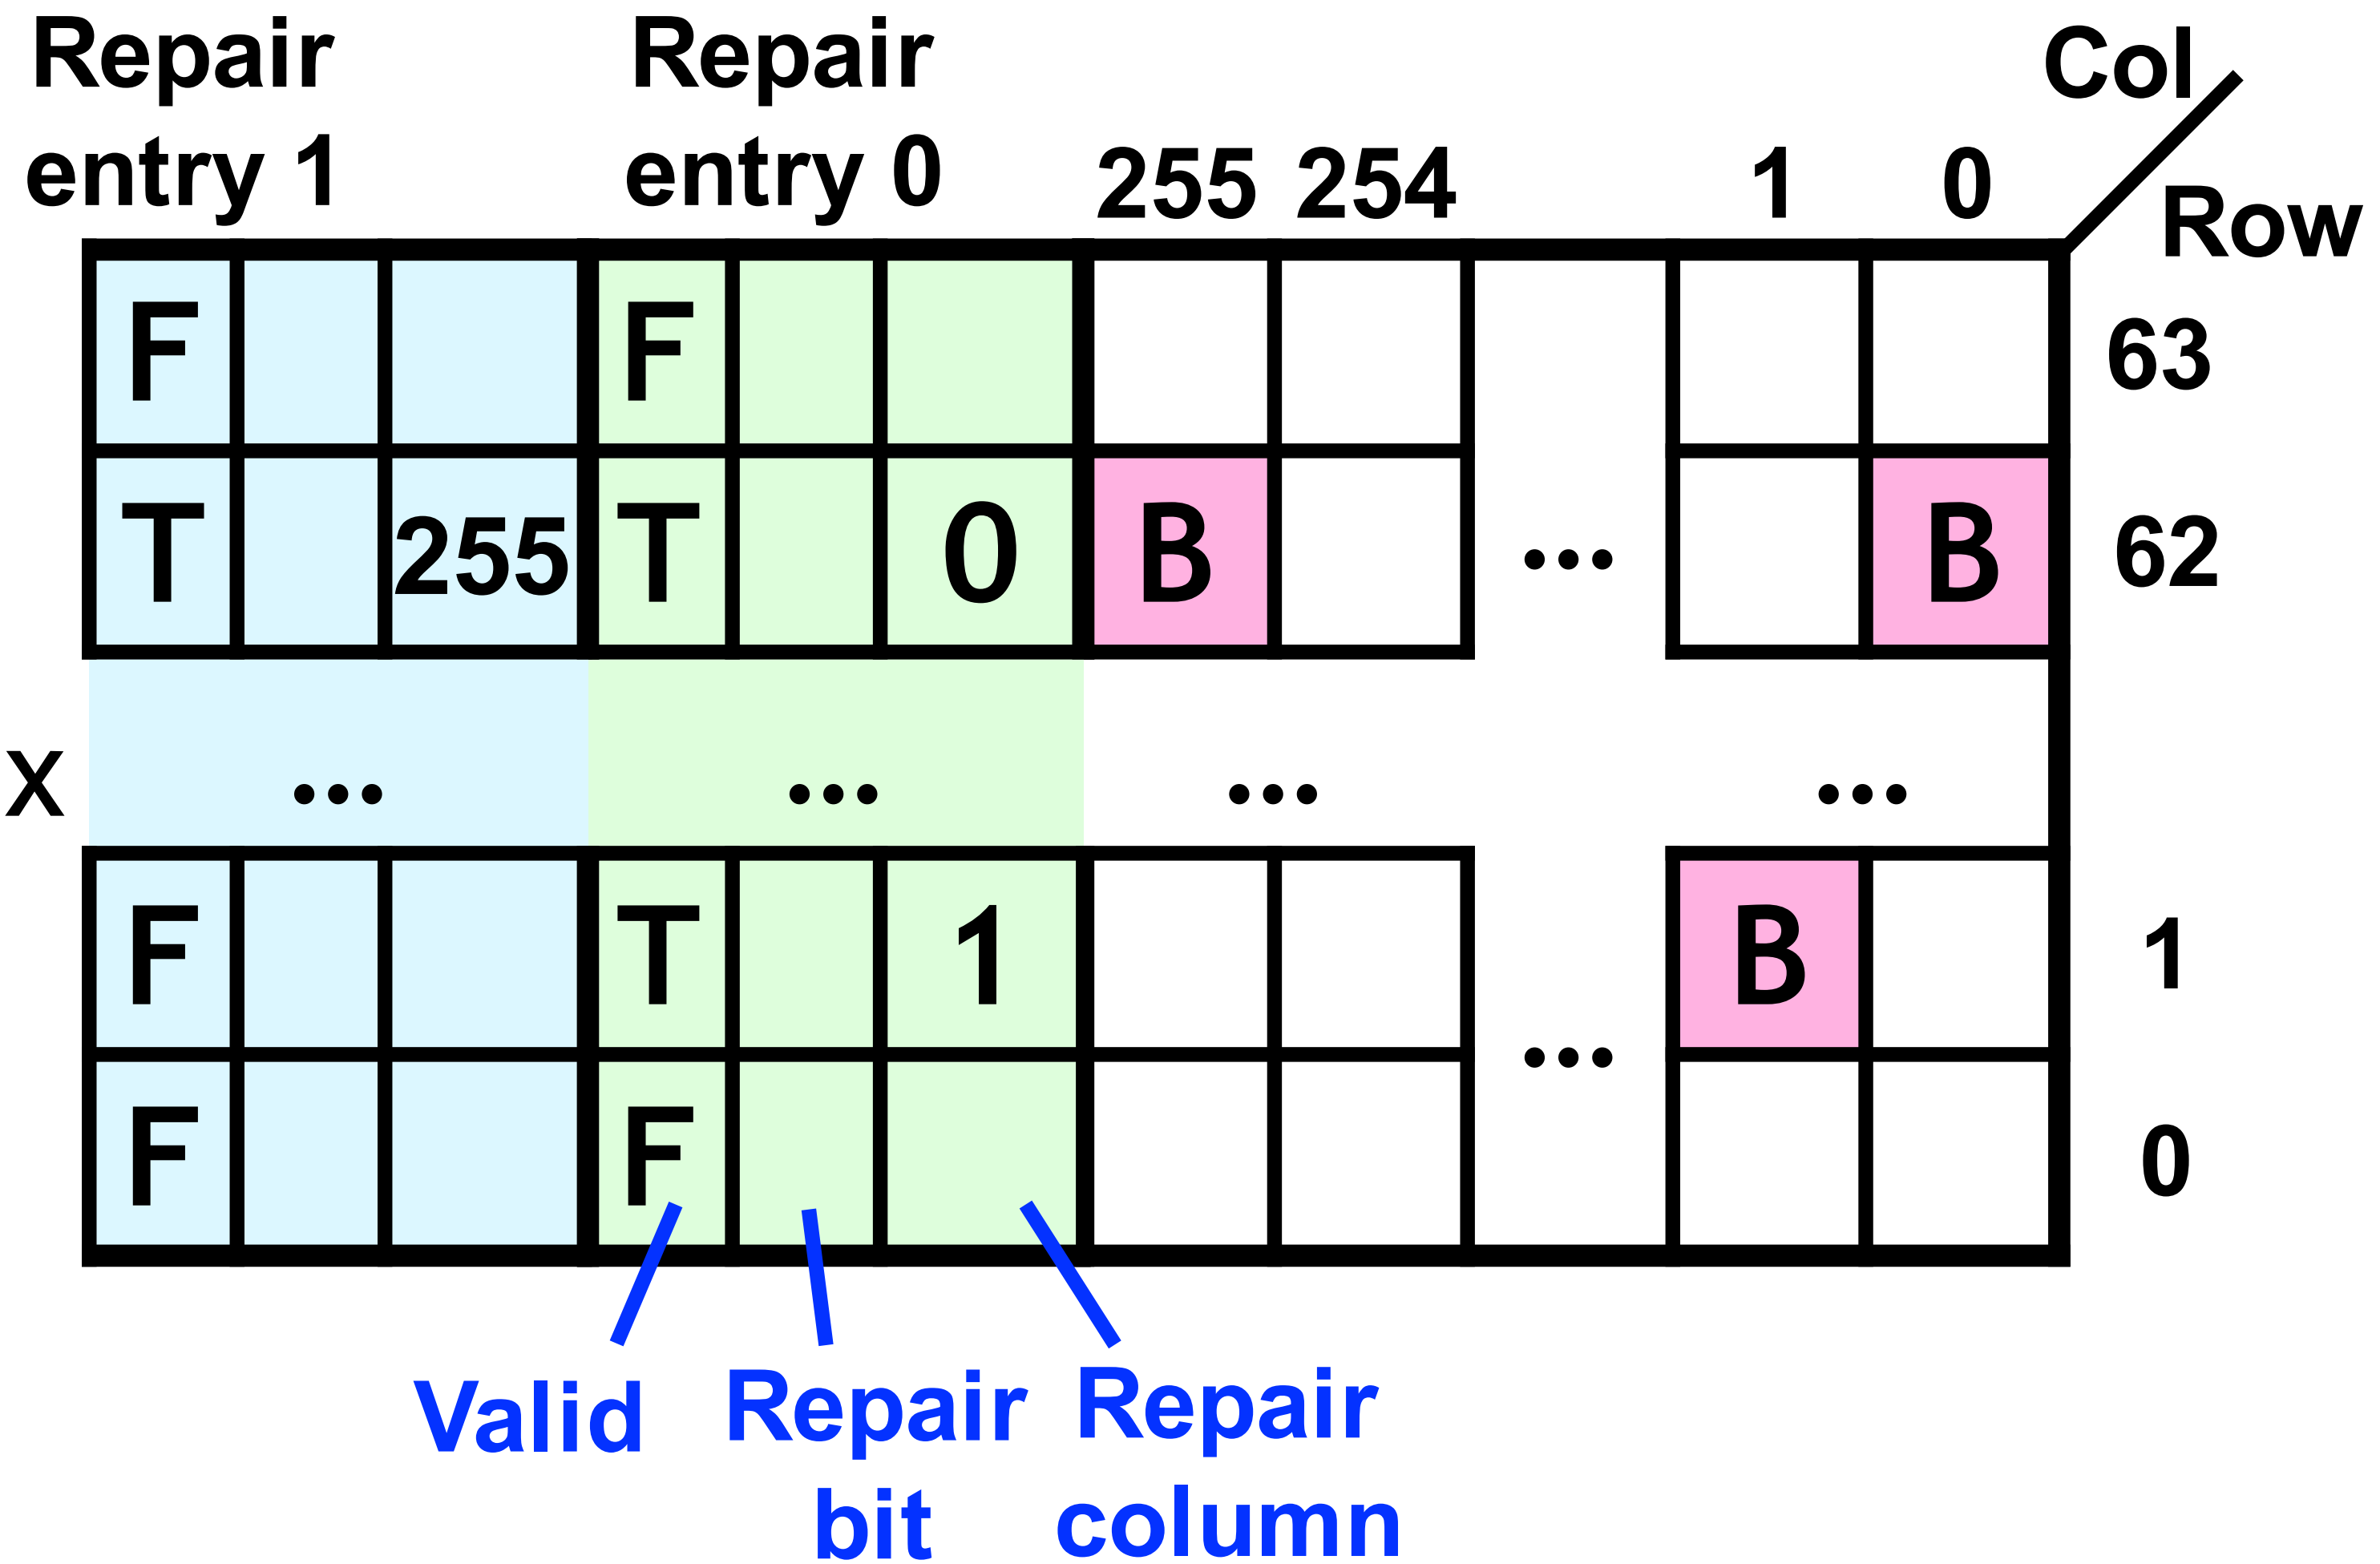 Repair Repair Col
entry 1 entry 0 255 254 1 0
Row
F F 63
T 255 T 0 B ... B 62
X ... ... ... ...
F T 1 B 1
...
F F 0
Valid Repair Repair
bit column